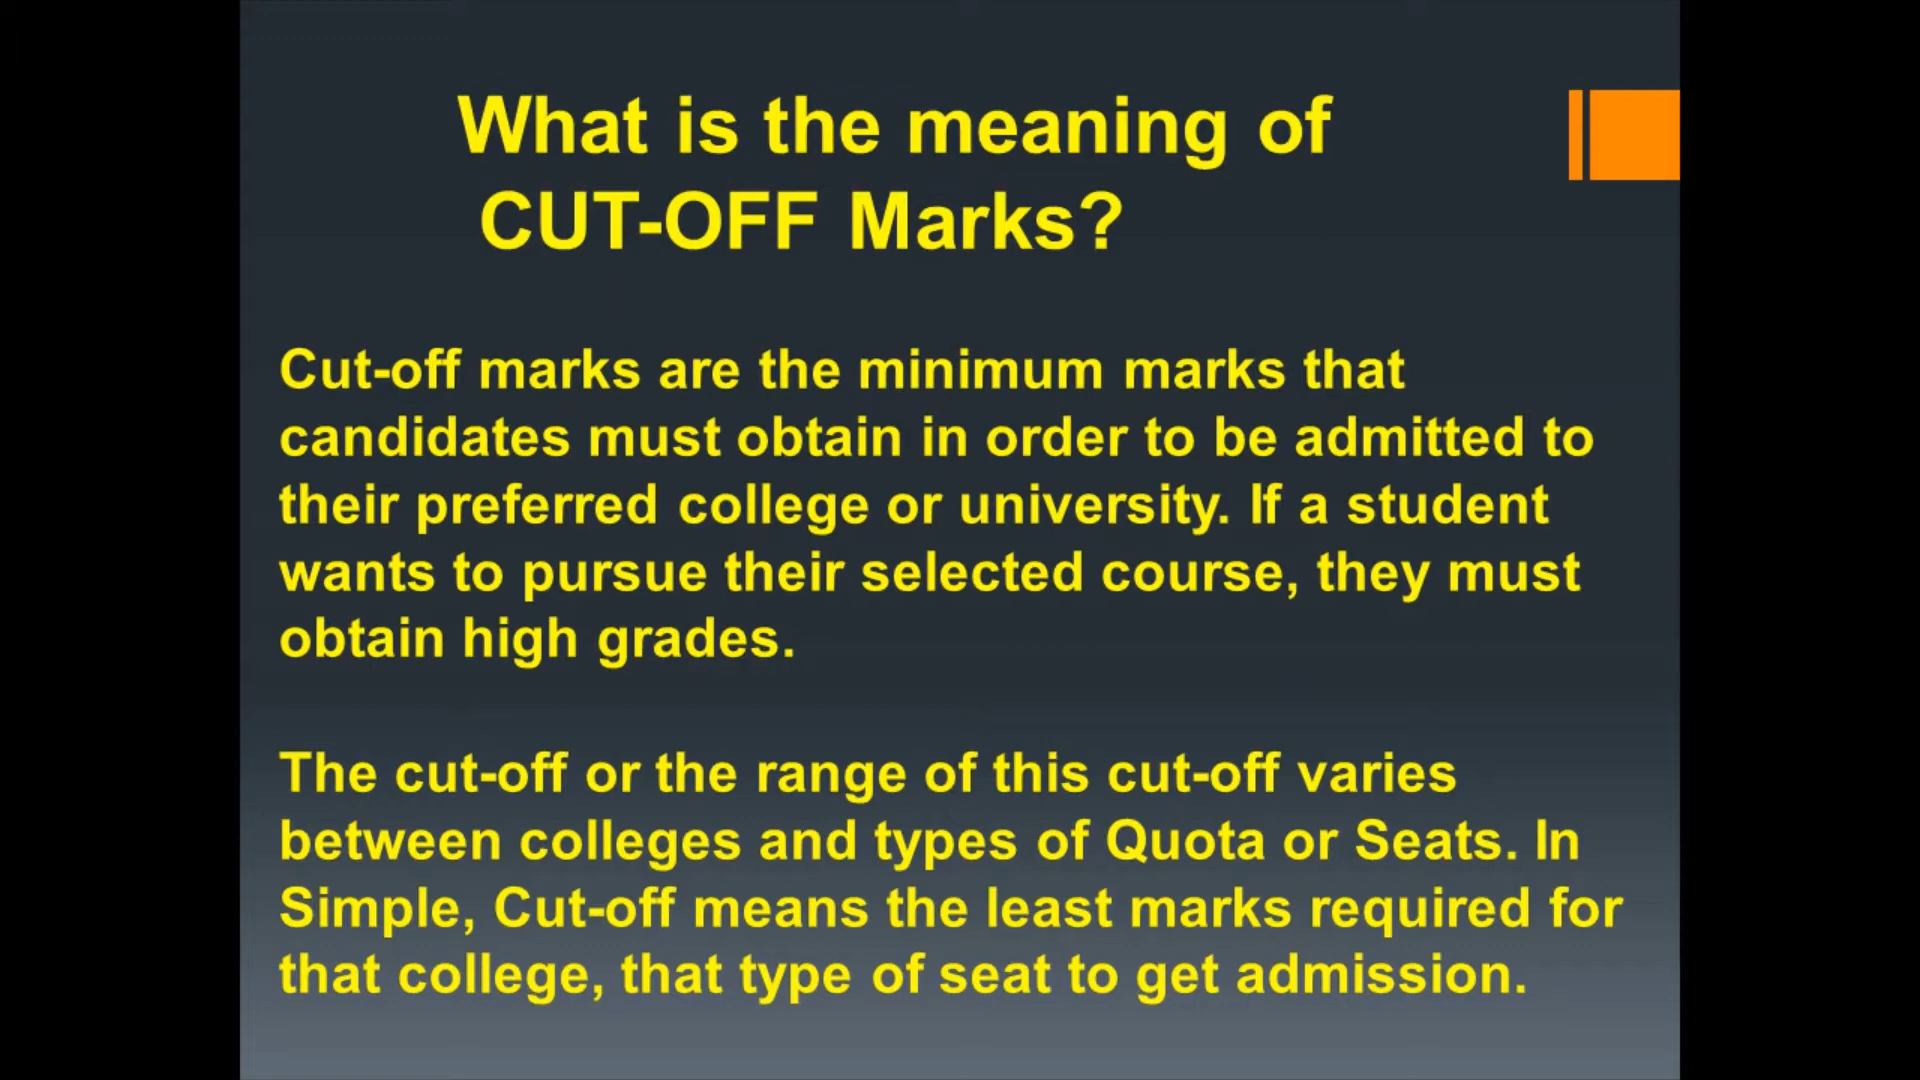 What is the meaning of
CUT-OFF Marks?
Cut-off marks are the minimum marks that
candidates must obtain in order to be admitted to
their preferred college or university. If a student
wants to pursue their selected course, they must
obtain high grades.
The cut-off or the range of this cut-off varies
between colleges and types of Quota or Seats. In
Simple, Cut-off means the least marks required for
that college, that type of seat to get admission.